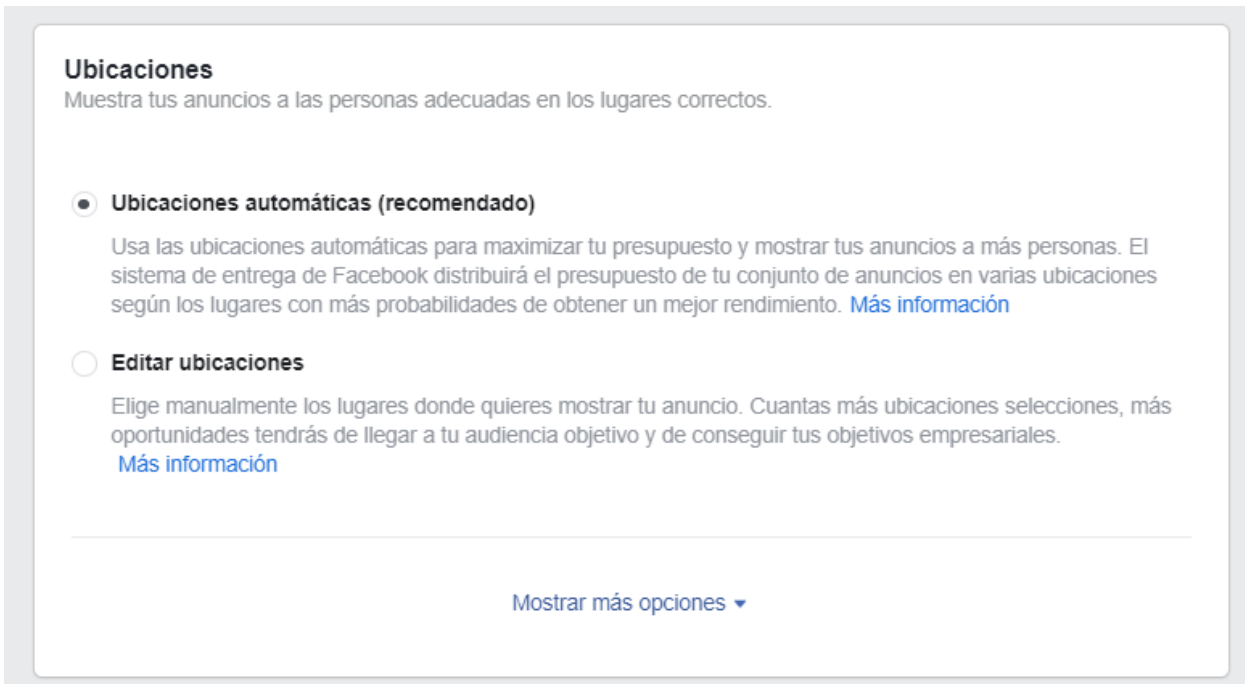 Ubicaciones
Muestra tus anuncios a las personas adecuadas en los lugares correctos.
Ubicaciones automáticas (recomendado)
Usa las ubicaciones automáticas para maximizar tu presupuesto y mostrar tus anuncios a más personas. El
sistema de entrega de Facebook distribuirá el presupuesto de tu conjunto de anuncios en varias ubicaciones
según los lugares con más probabilidades de obtener un mejor rendimiento. Más información
Editar ubicaciones
Elige manualmente los lugares donde quieres mostrar tu anuncio. Cuantas más ubicaciones selecciones, más
oportunidades tendrás de llegar a tu audiencia objetivo y de conseguir tus objetivos empresariales.
Más información
Mostrar más opciones